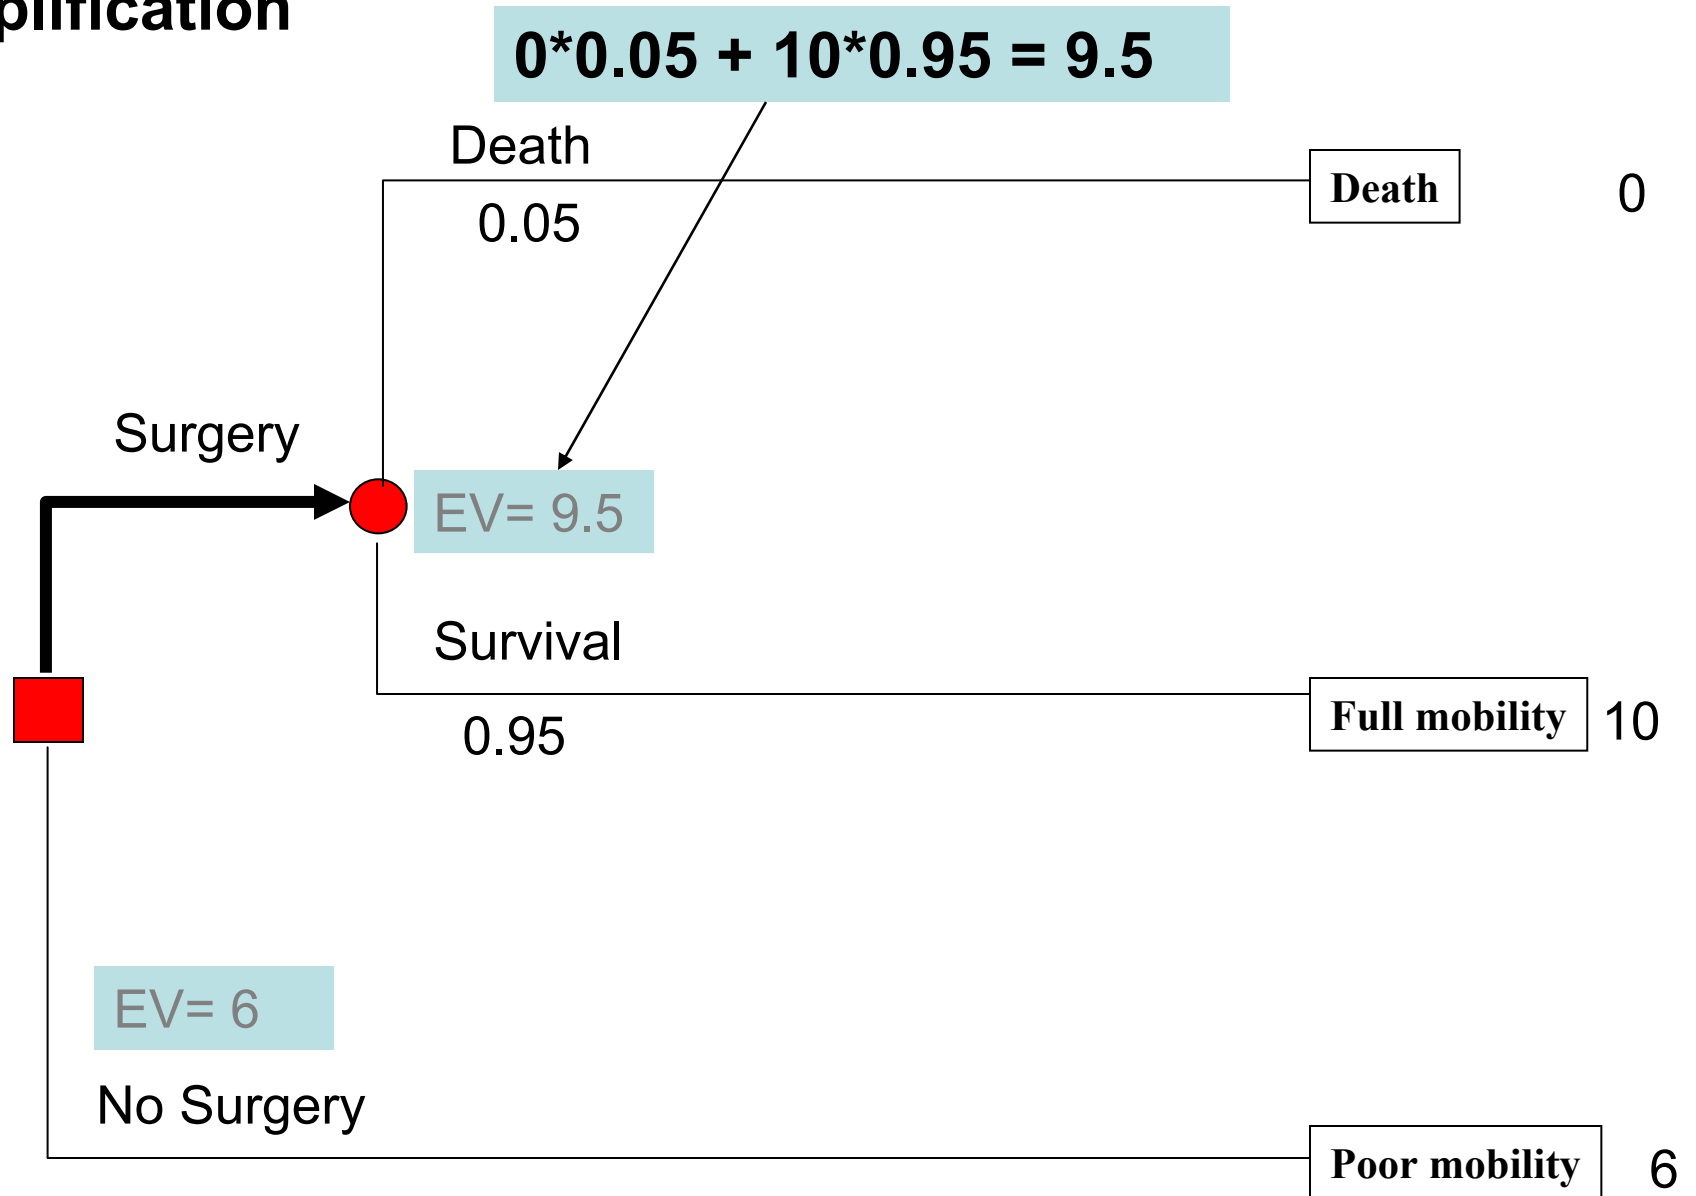 plification
0*0.05 + 10*0.95 = 9.5
Death
0.05
Death
0
Surgery
EV= 9.5
Survival
0.95
Full mobility
10
EV= 6
No Surgery
Poor mobility
6